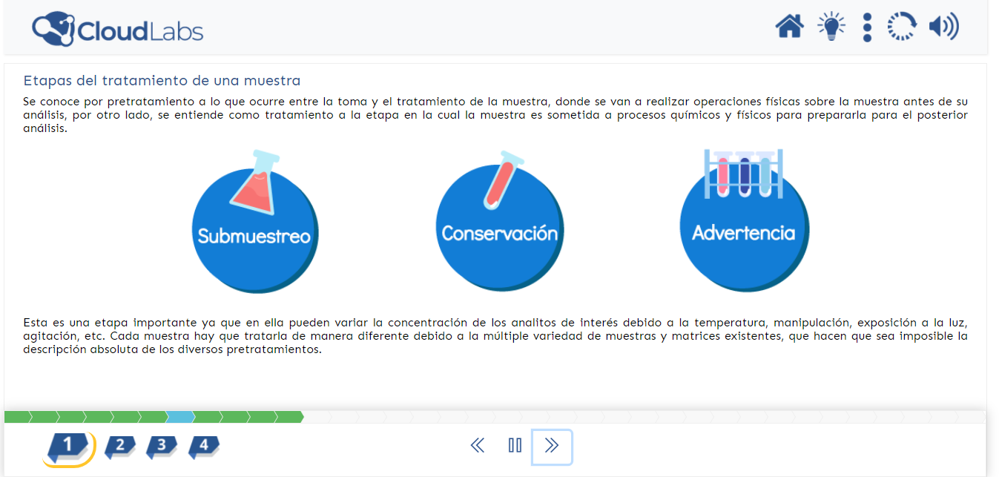 CloudLabs
Etapas del tratamiento de una muestra
Se conoce por pretratamiento a lo que ocurre entre la toma y el tratamiento de la muestra, donde se van a realizar operaciones físicas sobre la muestra antes de su
análisis, por otro lado, se entiende como tratamiento a la etapa en la cual la muestra es sometida a procesos químicos y físicos para prepararla para el posterior
análisis.
Submuestreo
Conservación
Advertencia
Esta es una etapa importante ya que en ella pueden variar la concentración de los analitos de interés debido a la temperatura, manipulación, exposición a la luz,
agitación, etc. Cada muestra hay que tratarla de manera diferente debido a la múltiple variedad de muestras y matrices existentes, que hacen que sea imposible la
descripción absoluta de los diversos pretratamientos.
1 2 3 4